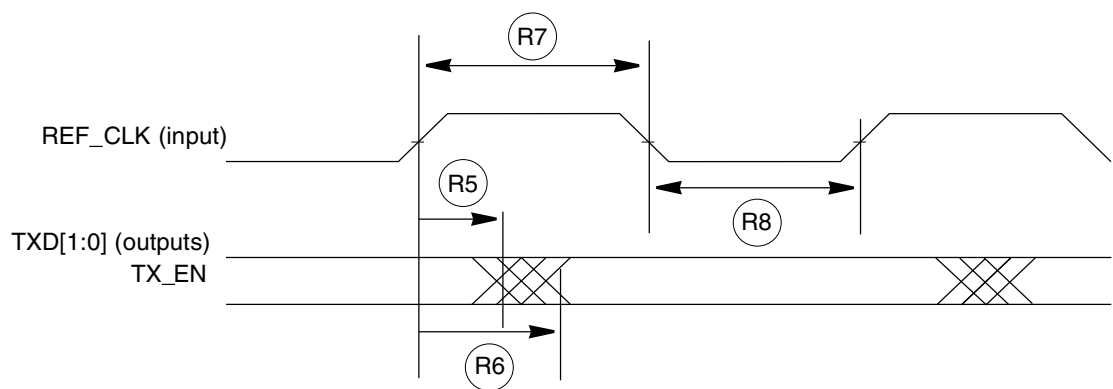 R7
REF_CLK (input)
R5
R8
TXD[1:0] (outputs)
TX_EN
R6